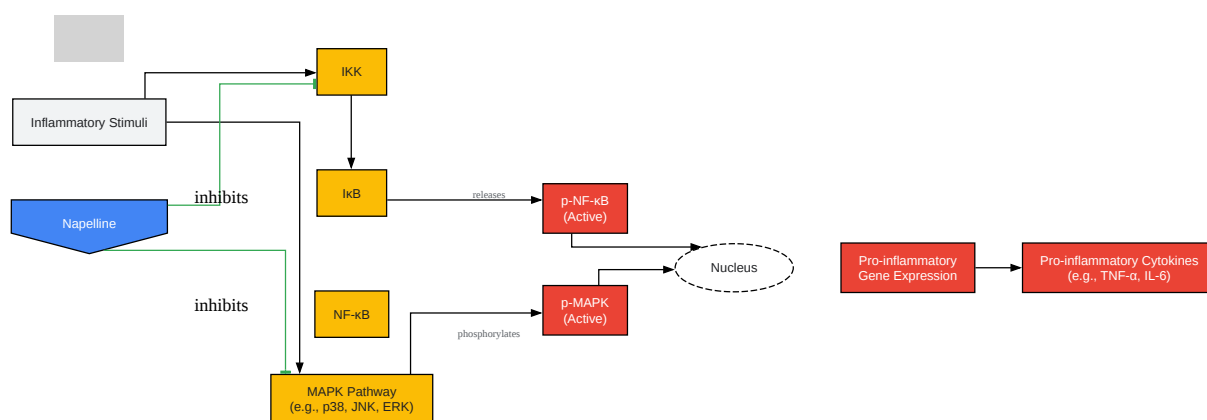 IKK
Inflammatory Stimuli
inhibits
IκB
releases
p-NF-κB
(Active)
Napelline
Nucleus
Pro-inflammatory
Gene Expression
Pro-inflammatory Cytokines
(e.g., TNF-α, IL-6)
inhibits
NF-κB
p-MAPK
(Active)
phosphorylates
MAPK Pathway
(e.g., p38, JNK, ERK)